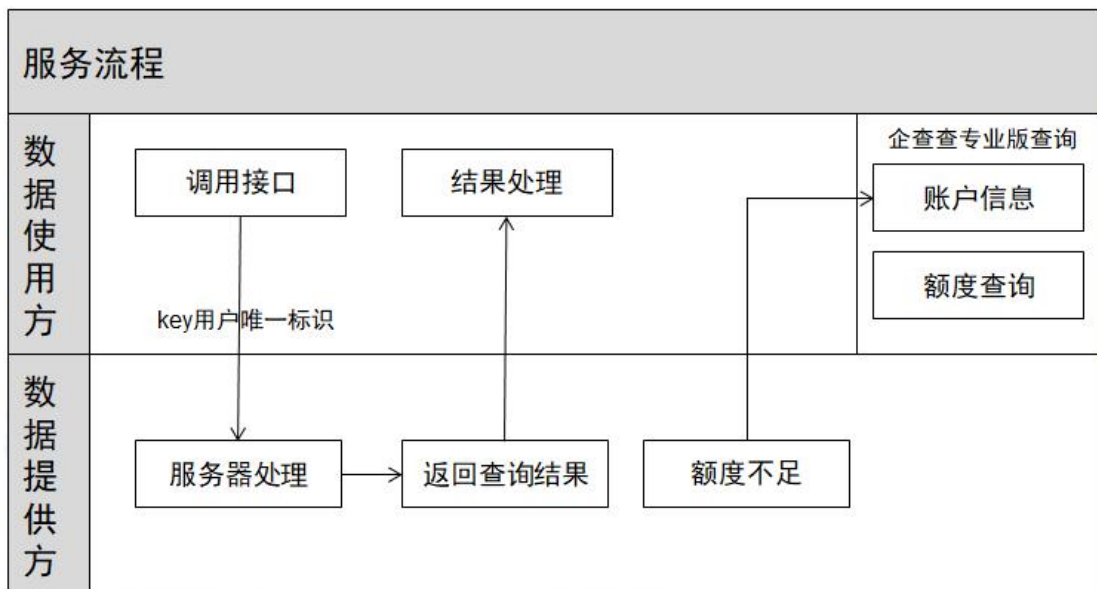 服务流程
数据使用方
调用接口
结果处理
企查查专业版查询
账户信息
额度查询
key用户唯一标识
数据提供方
服务器处理
返回查询结果
额度不足